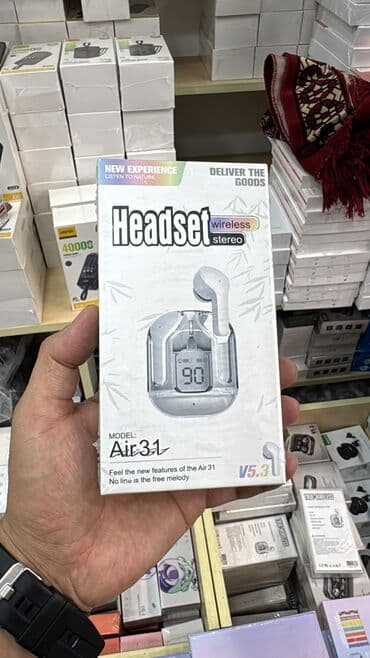 NEW EXPERIENCE
LISTEN TO NATURE
DELIVER THE
GOODS
Headset
wireless
stereo
90
MODEL:
Air31
Feel the new features of the Air 31
No line is the free melody
V5.3